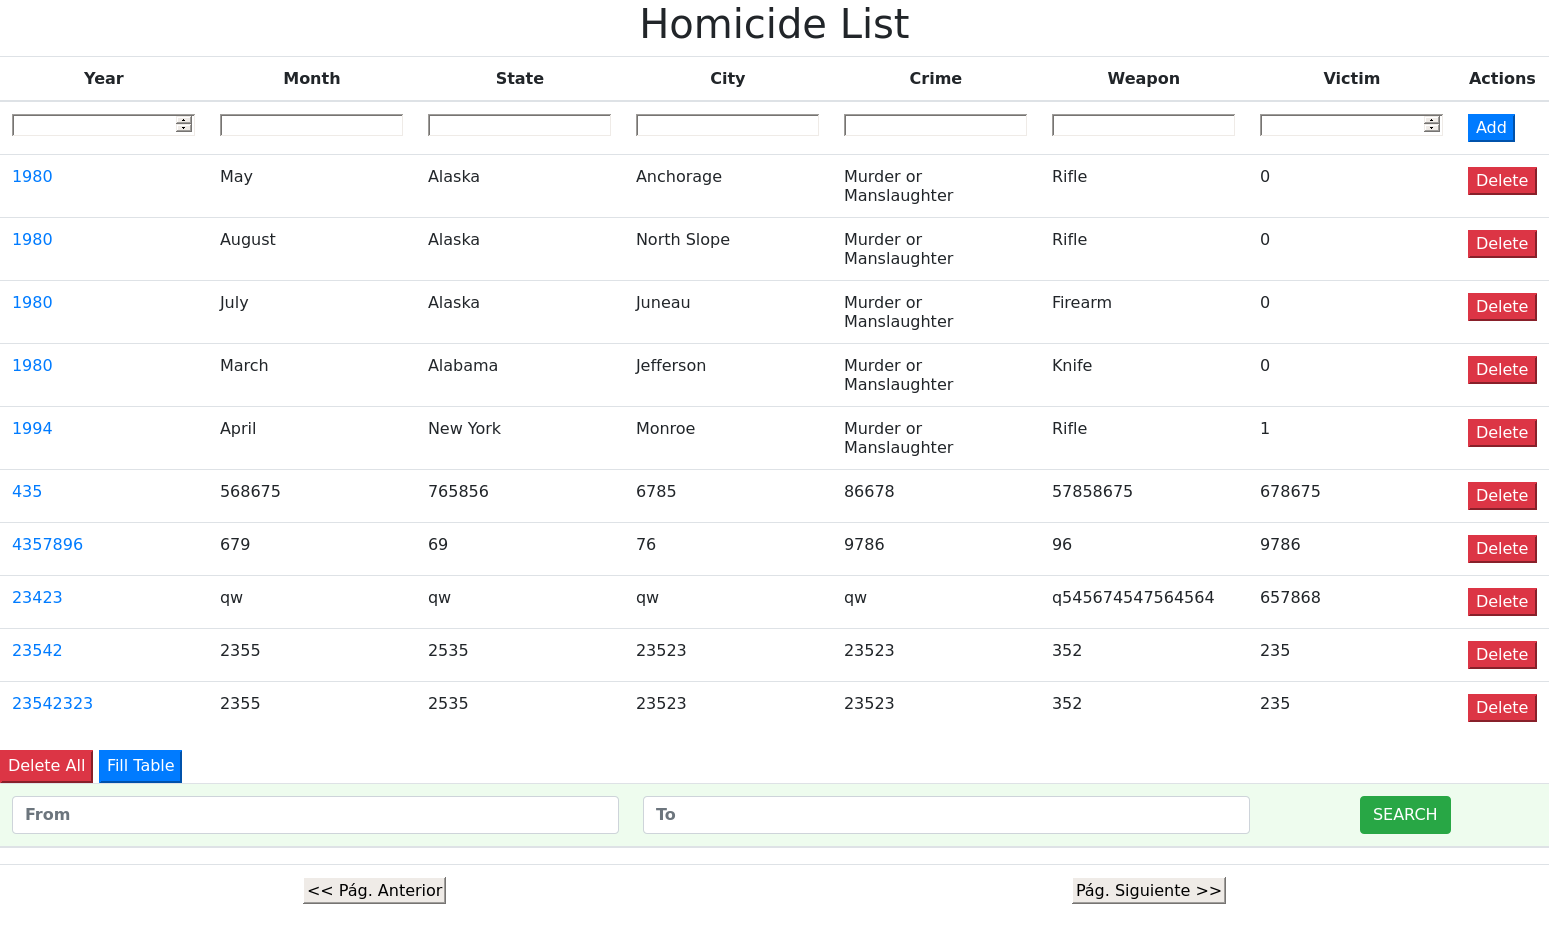 Homicide List
Year Month State City Crime Weapon Victim Actions
Add
1980 May Alaska Anchorage Murder or Manslaughter Rifle 0 Delete
1980 August Alaska North Slope Murder or Manslaughter Rifle 0 Delete
1980 July Alaska Juneau Murder or Manslaughter Firearm 0 Delete
1980 March Alabama Jefferson Murder or Manslaughter Knife 0 Delete
1994 April New York Monroe Murder or Manslaughter Rifle 1 Delete
435 568675 765856 6785 86678 57858675 678675 Delete
4357896 679 69 76 9786 96 9786 Delete
23423 qw qw qw qw q545674547564564 657868 Delete
23542 2355 2535 23523 23523 352 235 Delete
23542323 2355 2535 23523 23523 352 235 Delete
Delete All Fill Table
From To SEARCH
<< Pág. Anterior Pág. Siguiente >>